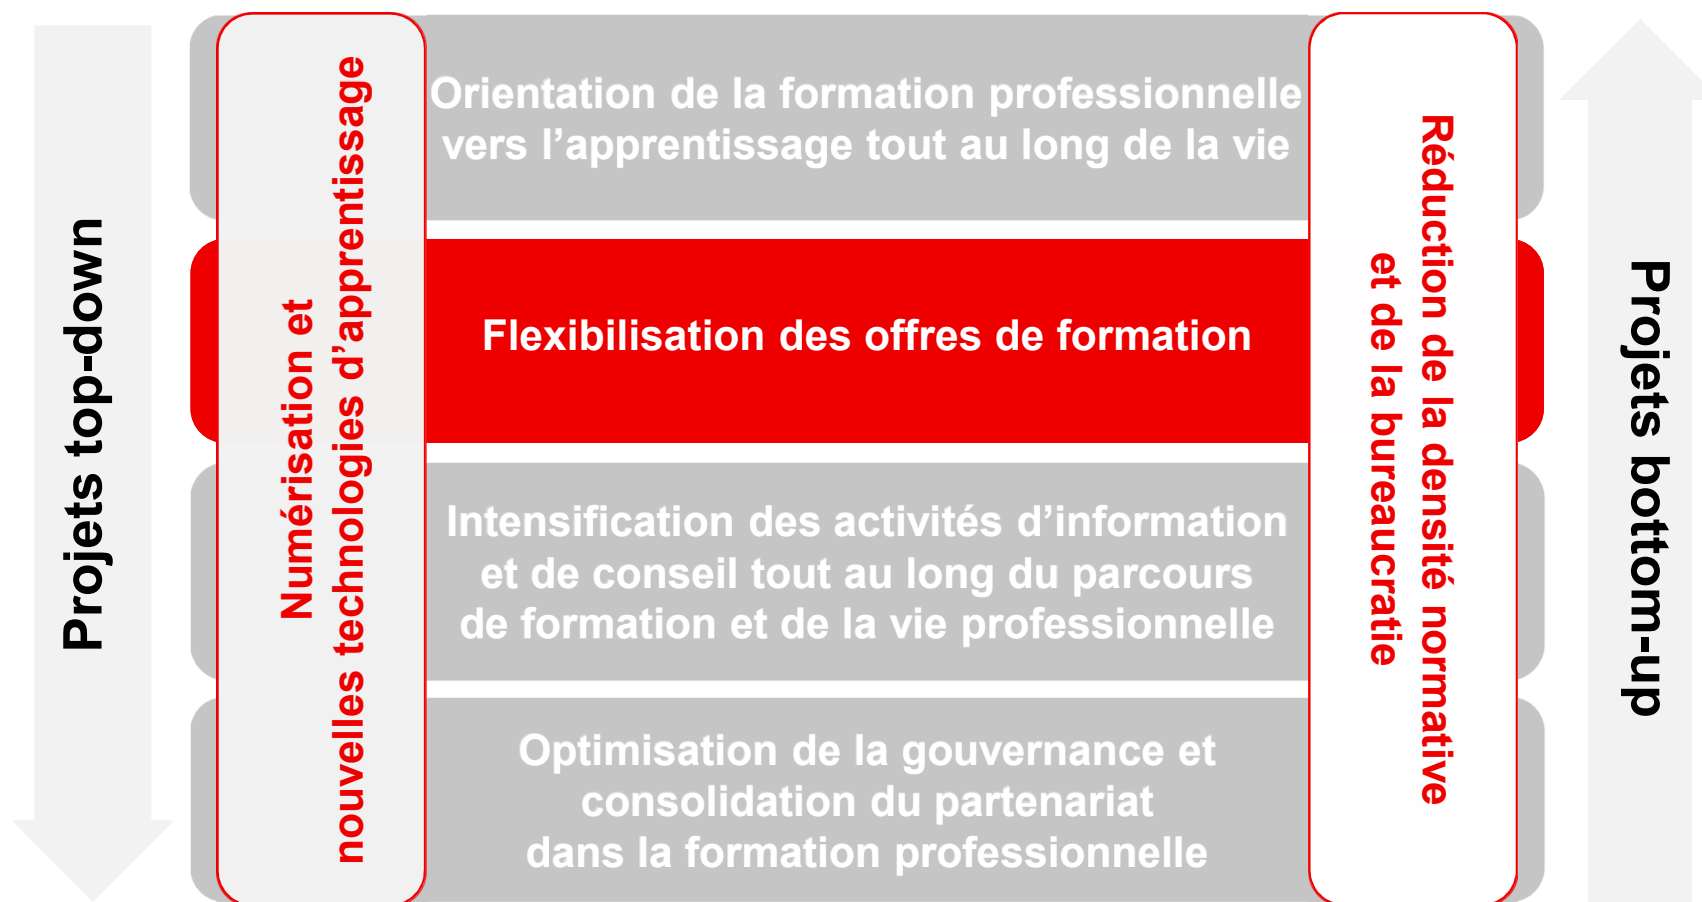 Projets top-down
Numérisation et
nouvelles technologies d’apprentissage
Orientation de la formation professionnelle
vers l’apprentissage tout au long de la vie
Flexibilisation des offres de formation
Intensification des activités d’information
et de conseil tout au long du parcours
de formation et de la vie professionnelle
Optimisation de la gouvernance et
consolidation du partenariat
dans la formation professionnelle
Réduction de la densité normative
et de la bureaucratie
Projets bottom-up